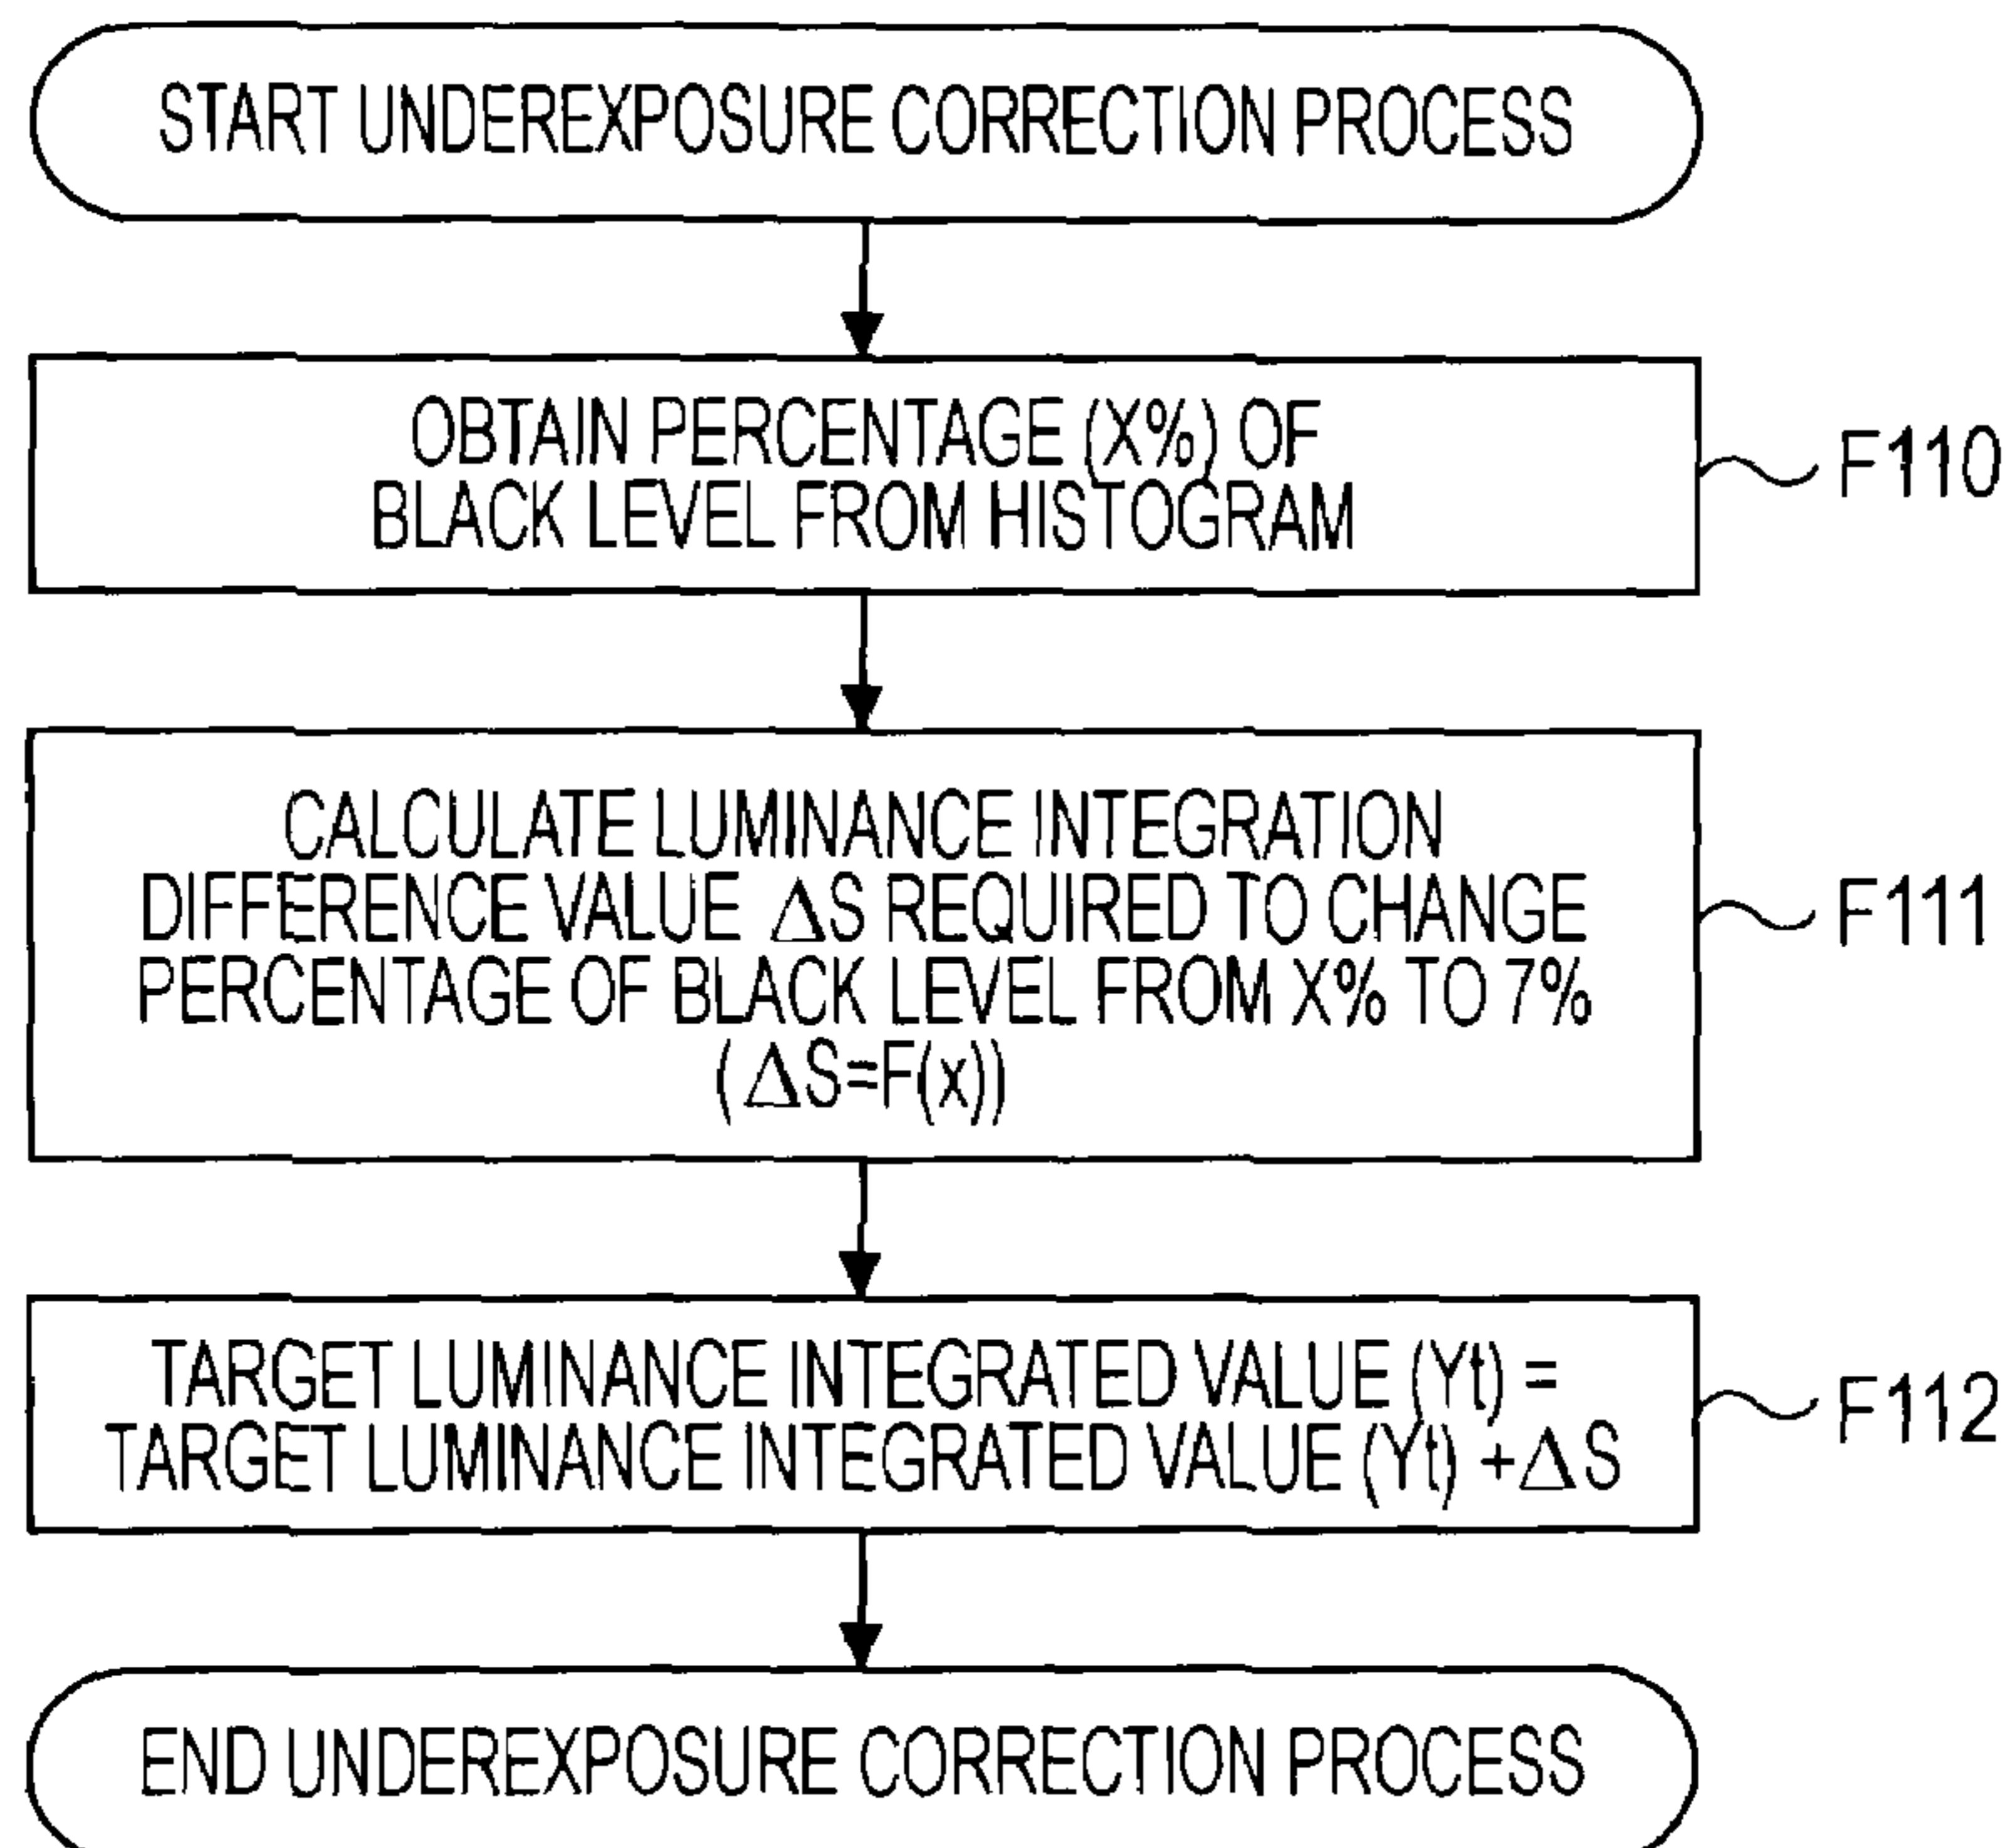 START UNDEREXPOSURE CORRECTION PROCESS
OBTAIN PERCENTAGE (X%) OF
BLACK LEVEL FROM HISTOGRAM
F110
CALCULATE LUMINANCE INTEGRATION
DIFFERENCE VALUE ΔS REQUIRED TO CHANGE
PERCENTAGE OF BLACK LEVEL FROM X% TO 7%
(ΔS=F(x))
F111
TARGET LUMINANCE INTEGRATED VALUE (Yt) =
TARGET LUMINANCE INTEGRATED VALUE (Yt) +ΔS
F112
END UNDEREXPOSURE CORRECTION PROCESS